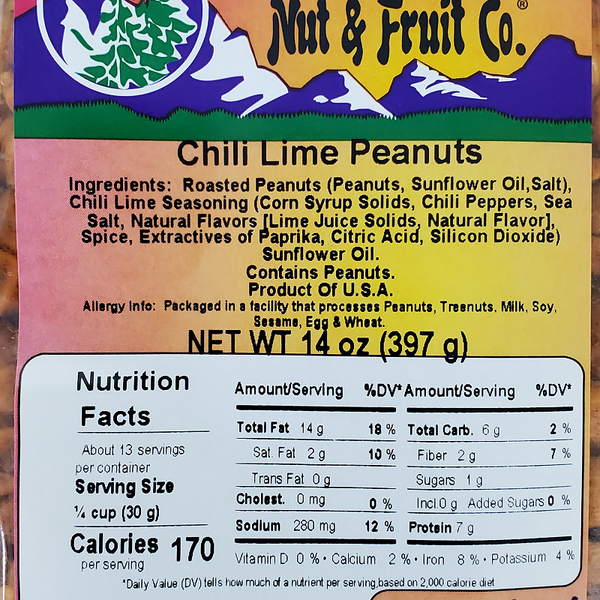 Nut & Fruit Co.®
Chili Lime Peanuts
Ingredients: Roasted Peanuts (Peanuts, Sunflower Oil,Salt),
Chili Lime Seasoning (Corn Syrup Solids, Chili Peppers, Sea
Salt, Natural Flavors [Lime Juice Solids, Natural Flavor],
Spice, Extractives of Paprika, Citric Acid, Silicon Dioxide)
Sunflower Oil.
Contains Peanuts.
Product Of U.S.A.
Allergy Info: Packaged in a facility that processes Peanuts, Treenuts, Milk, Soy,
Sesame, Egg & Wheat.
NET WT 14 oz (397 g)
Nutrition
Facts
About 13 servings
per container
Serving Size
¼ cup (30 g)
Calories 170
per serving
Amount/Serving %DV*
Total Fat 14 g 18 %
Sat. Fat 2 g 10 %
Trans Fat 0 g
Cholest. 0 mg 0 %
Sodium 280 mg 12 %
Amount/Serving %DV*
Total Carb. 6 g 2 %
Fiber 2 g 7 %
Sugars 1 g
Incl.0 g Added Sugars 0 %
Protein 7 g
Vitamin D 0 % • Calcium 2 % • Iron 8 % • Potassium 4 %
*Daily Value (DV) tells how much of a nutrient per serving,based on 2,000 calorie diet